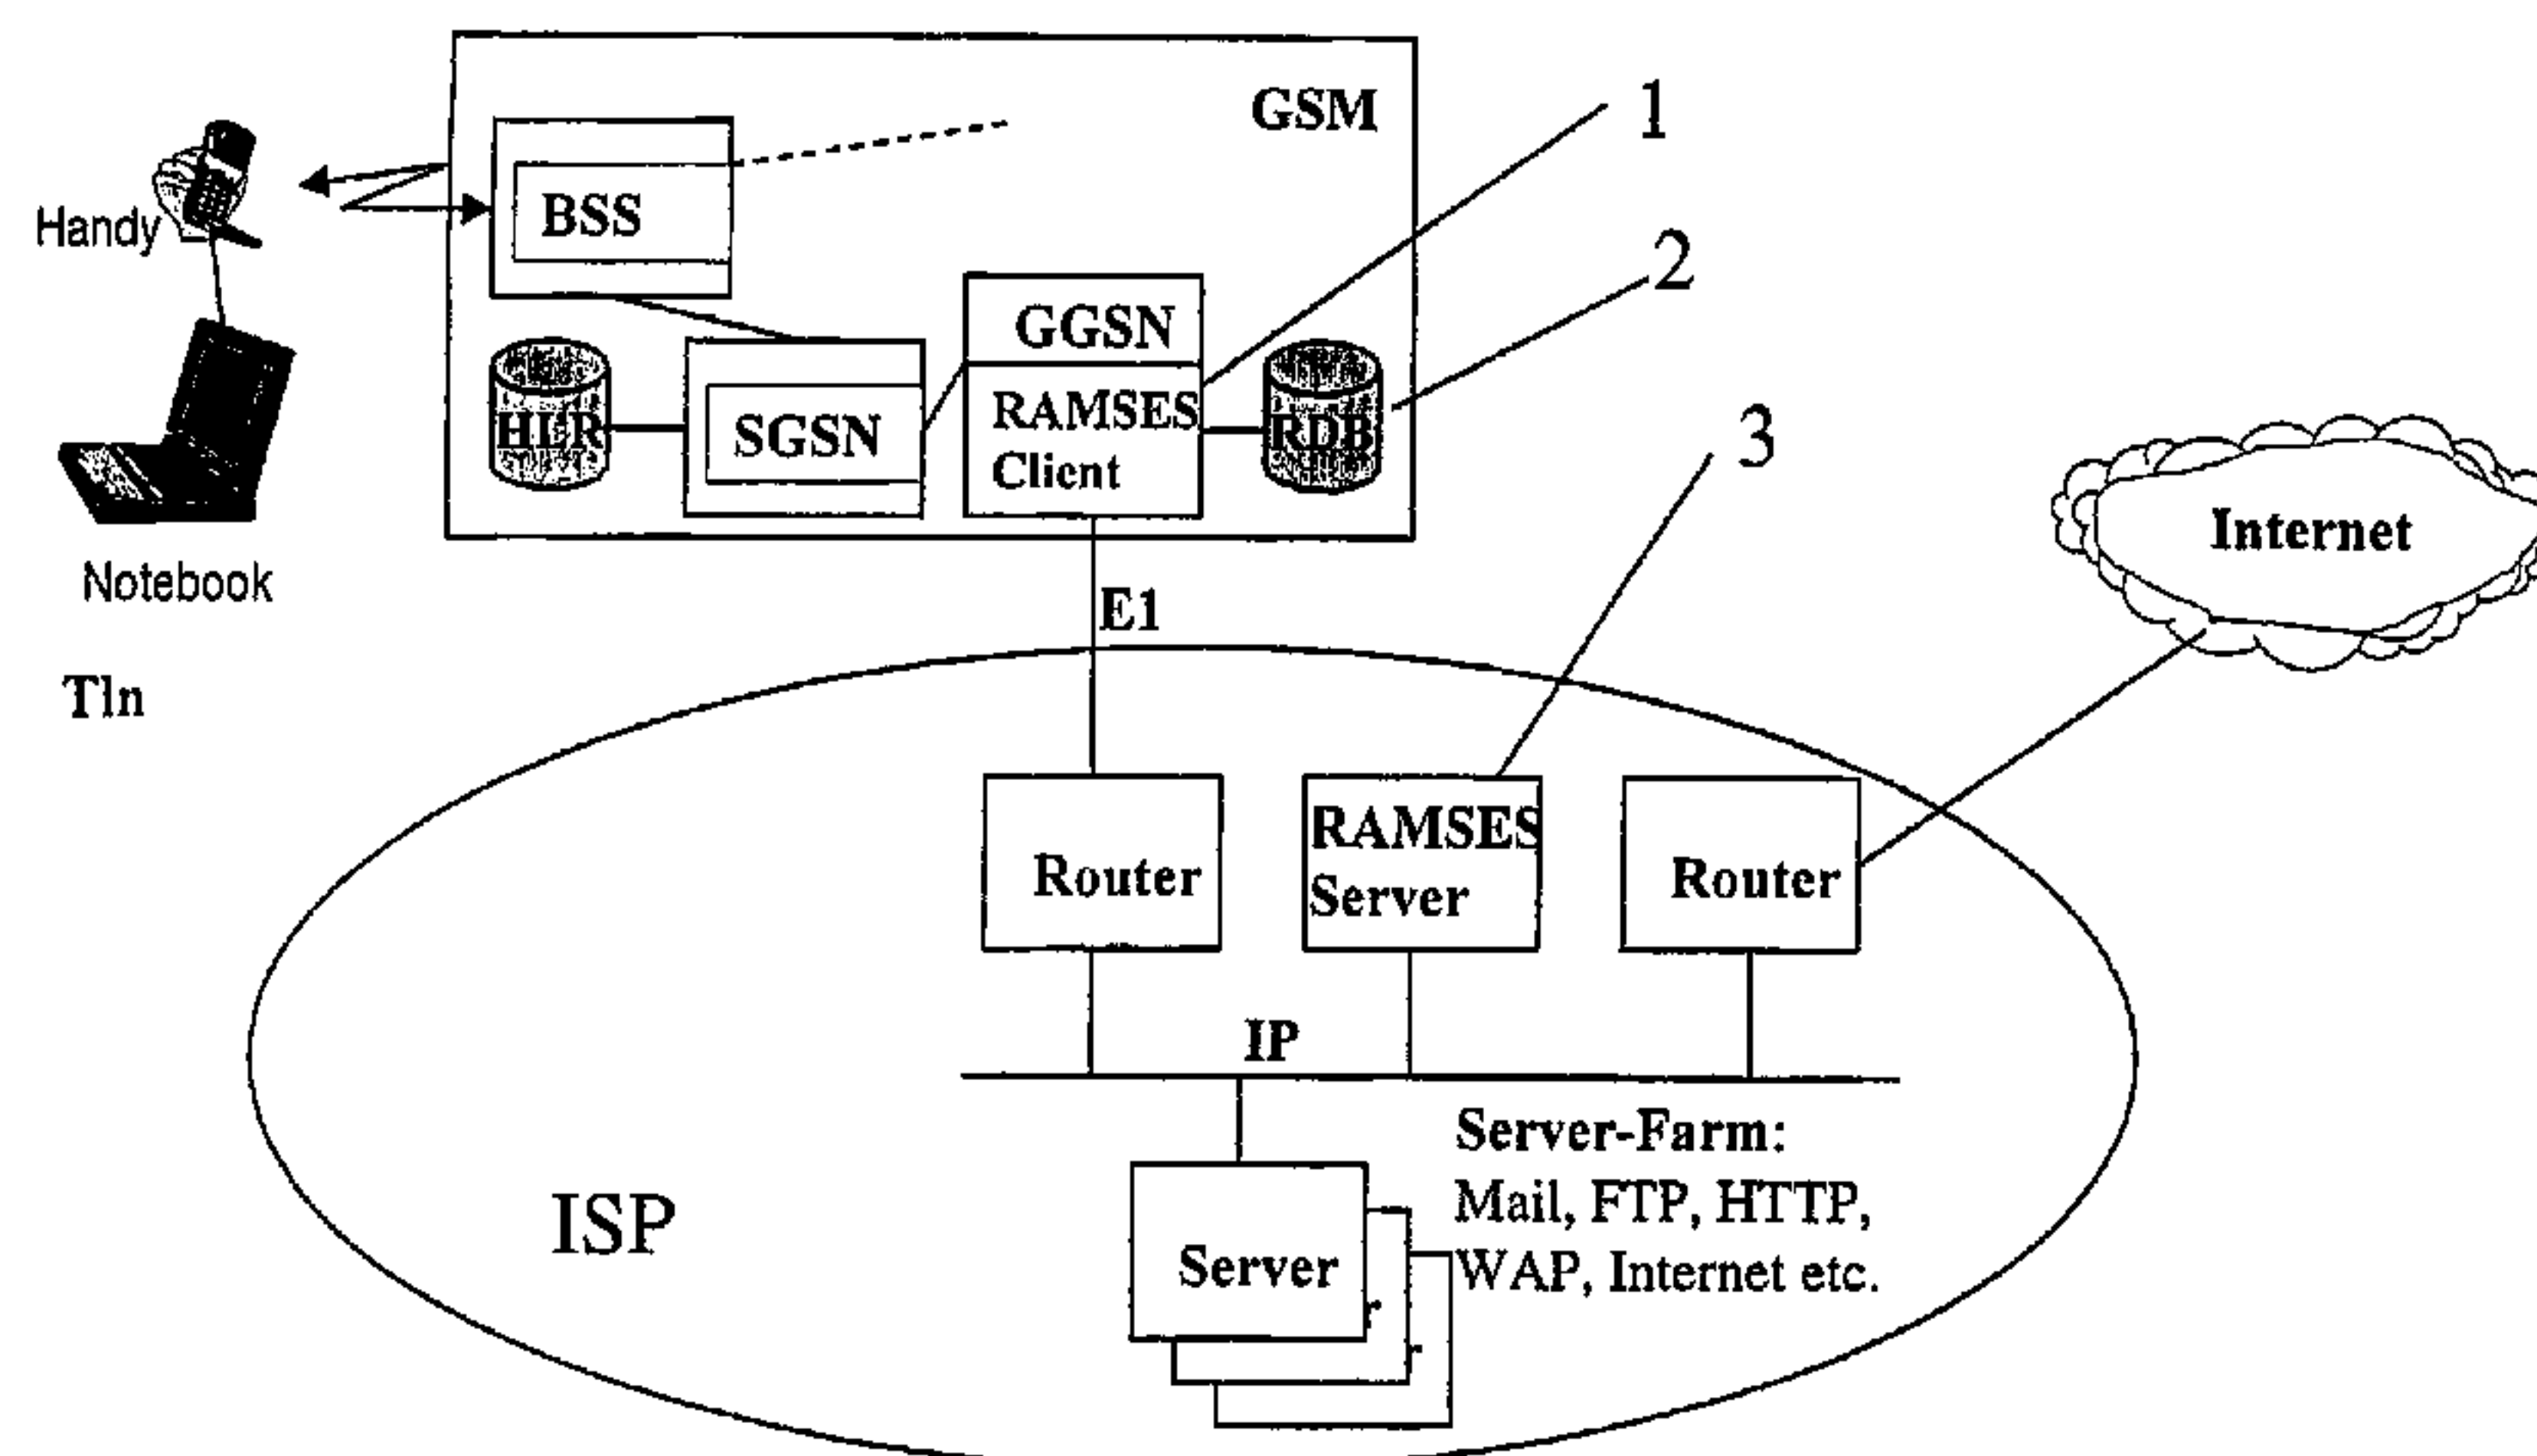 GSM
1
BSS
Handy
2
GGSN
RAMSES
Client
HLR
SGSN
RDB
3
Internet
Notebook
E1
Tln
Router
RAMSES
Server
Router
IP
Server-Farm:
Mail, FTP, HTTP,
WAP, Internet etc.
ISP
Server